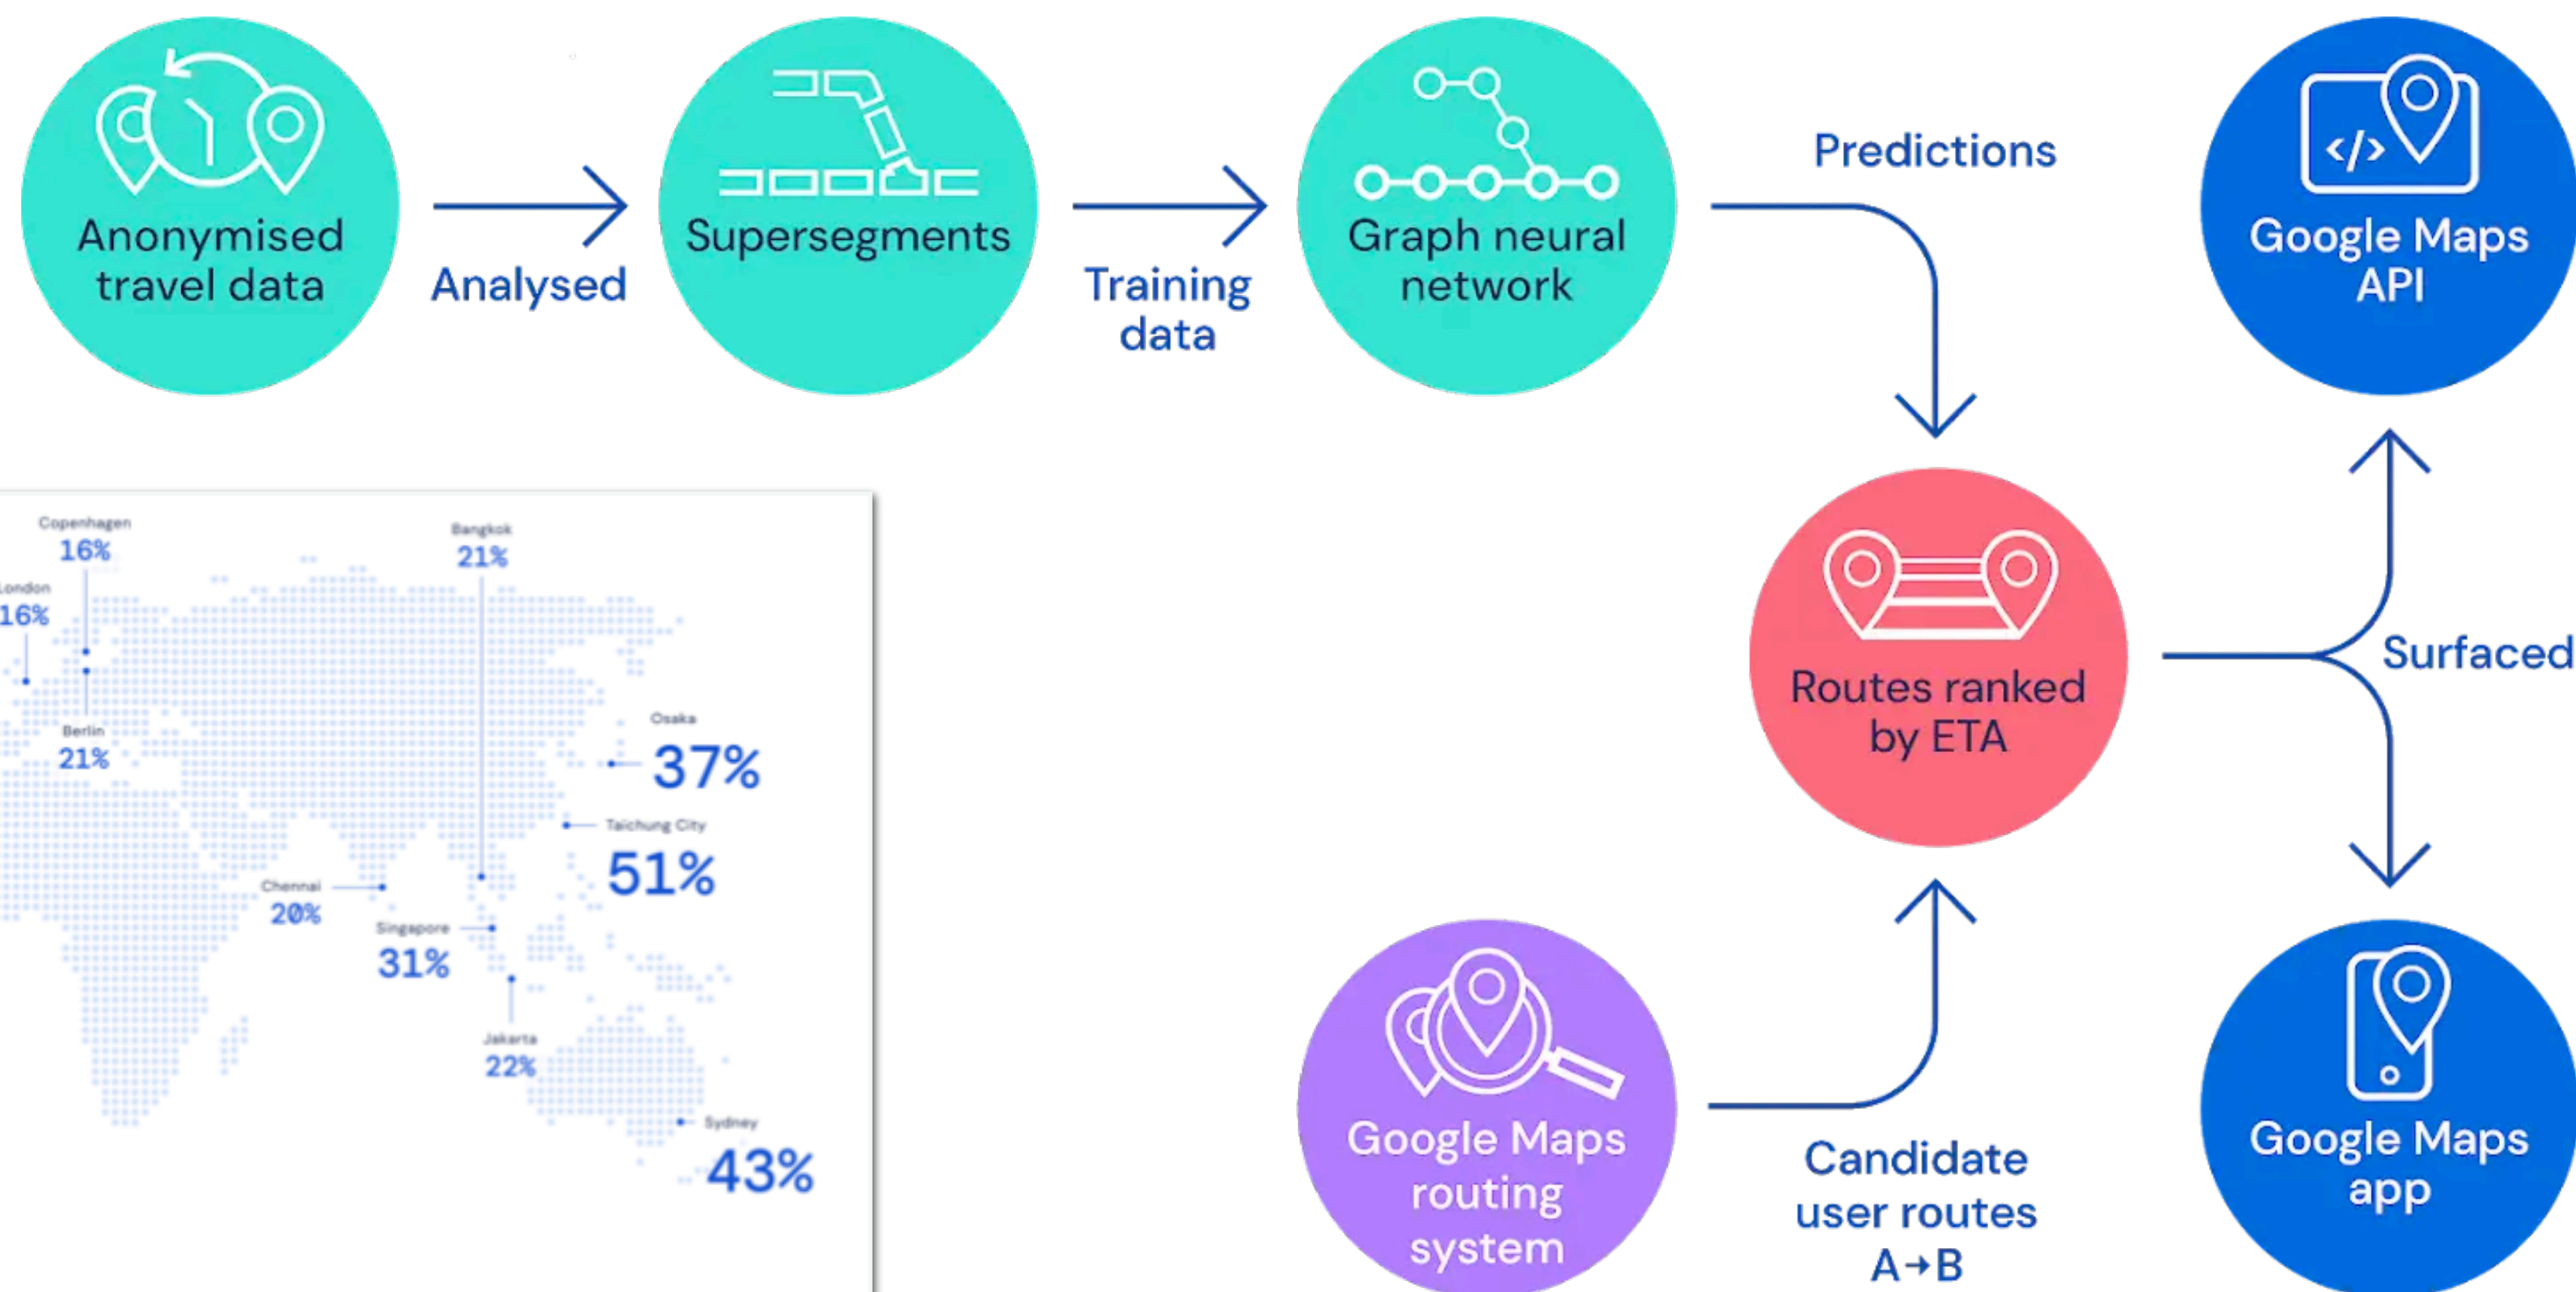 Anonymised
travel data
Analysed
Supersegments
Training
data
Graph neural
network
Predictions
</>
Google Maps
API
Routes ranked
by ETA
Surfaced
Google Maps
routing
system
Candidate
user routes
A→B
Google Maps
app
Copenhagen
16%
London
16%
Berlin
21%
Bangkok
21%
Osaka
37%
Taichung City
51%
Chennai
20%
Singapore
31%
Jakarta
22%
Sydney
43%